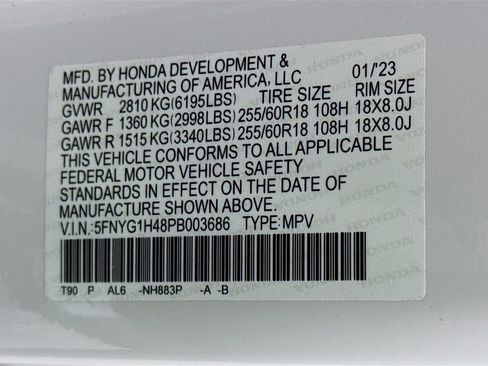 MFD. BY HONDA DEVELOPMENT &
MANUFACTURING OF AMERICA, LLC 01/'23
GVWR 2810 KG(6195LBS) TIRE SIZE RIM SIZE
GAWR F 1360 KG(2998LBS) 255/60R18 108H 18X8.0J
GAWR R 1515 KG(3340LBS) 255/60R18 108H 18X8.0J
THIS VEHICLE CONFORMS TO ALL APPLICABLE
FEDERAL MOTOR VEHICLE SAFETY
STANDARDS IN EFFECT ON THE DATE OF
MANUFACTURE SHOWN ABOVE.
V.I.N.:5FNYG1H48PB003686 TYPE:MPV
T90 P AL6 -NH883P -A -B